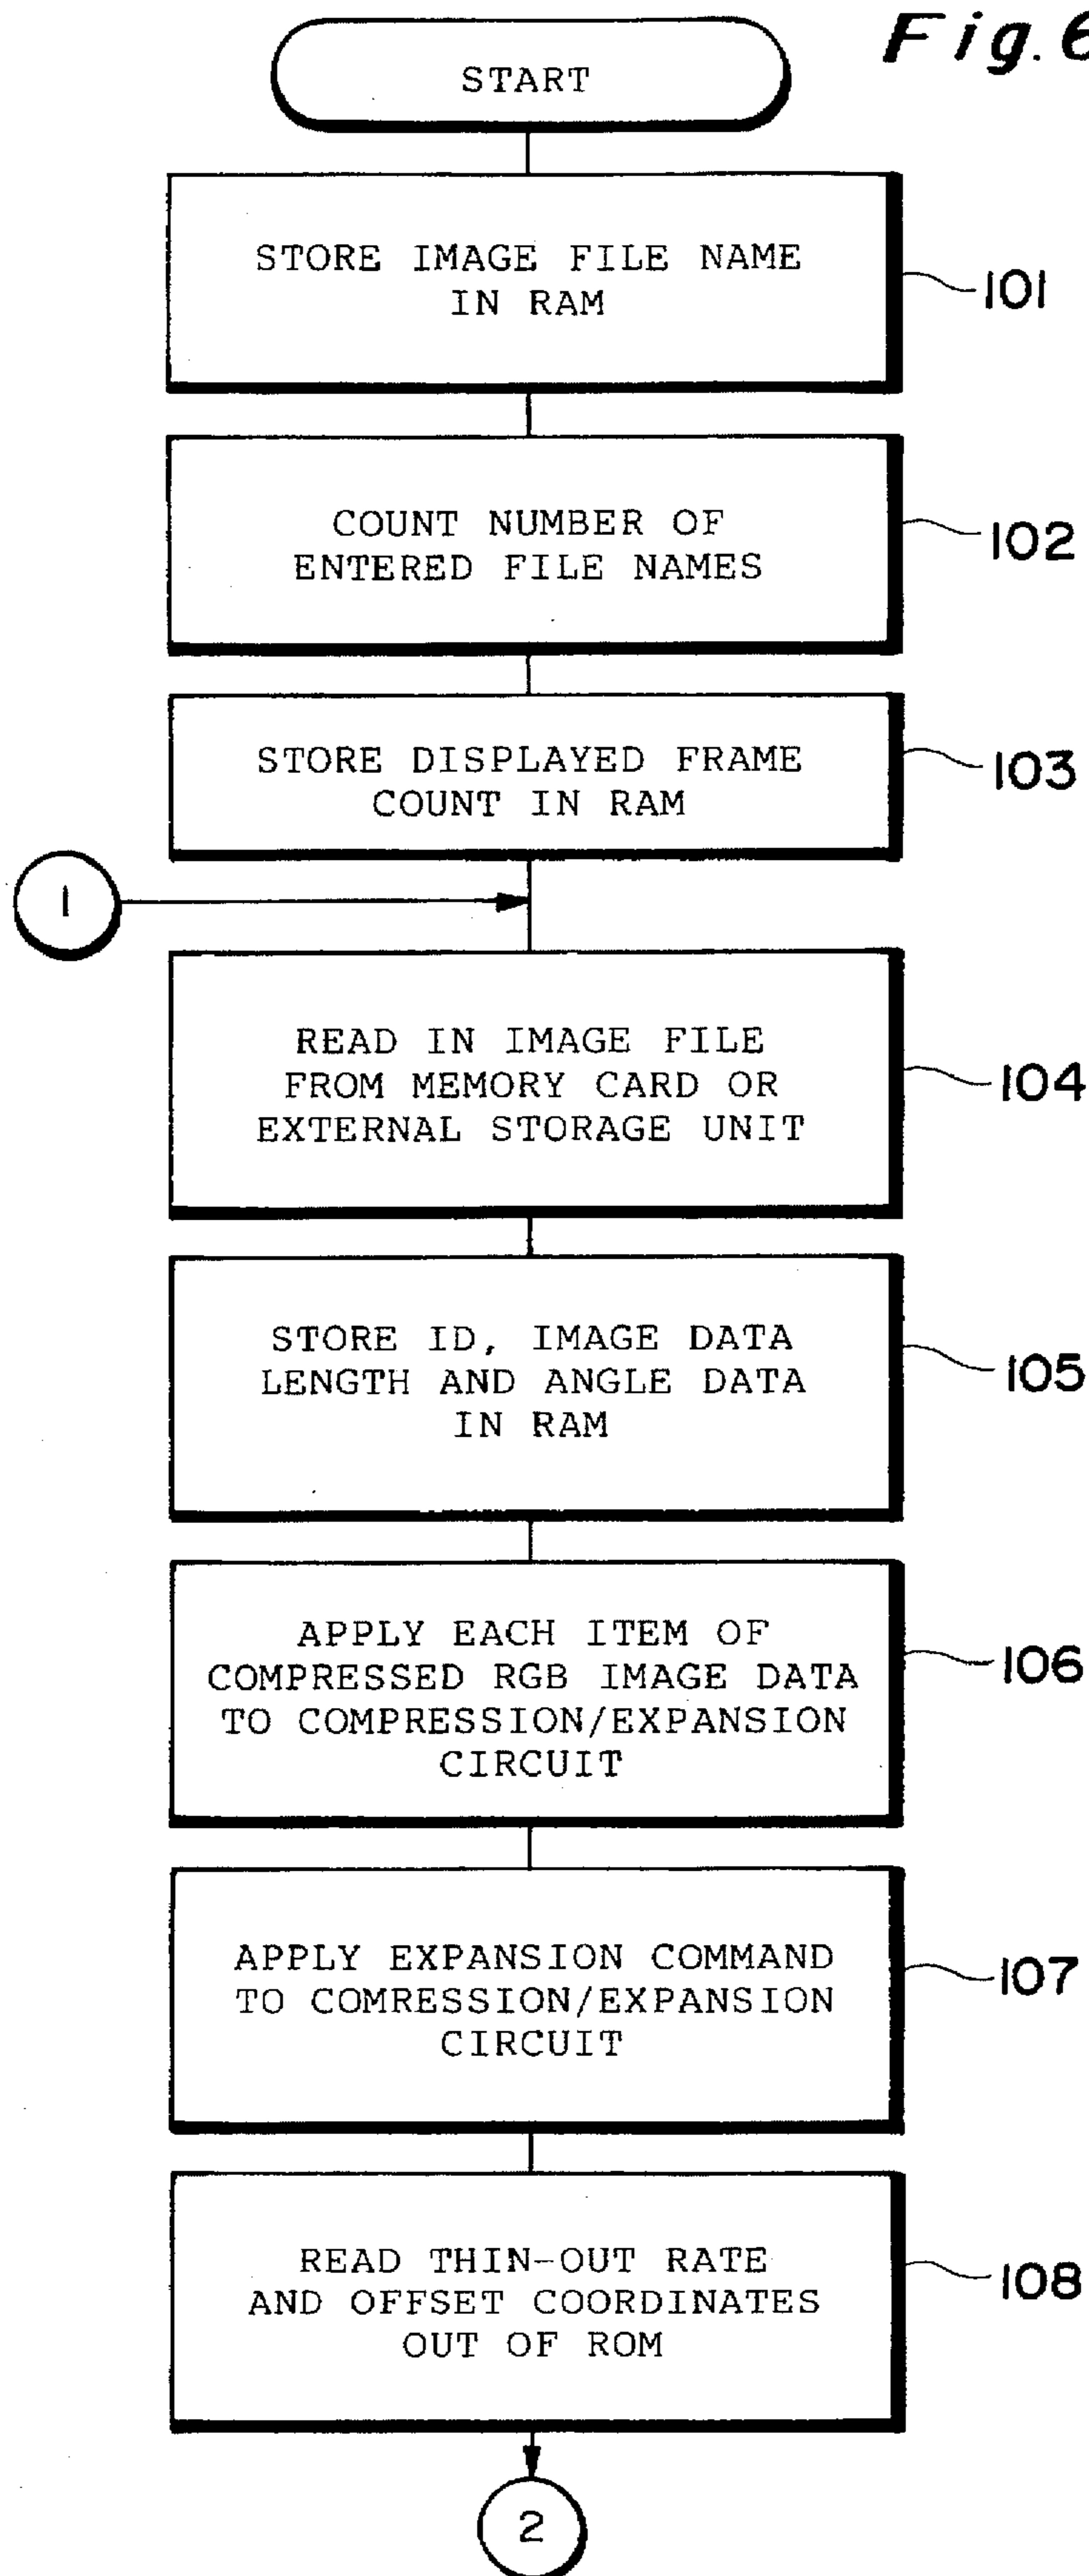 Fig. 6
START
STORE IMAGE FILE NAME
IN RAM
101
COUNT NUMBER OF
ENTERED FILE NAMES
102
STORE DISPLAYED FRAME
COUNT IN RAM
103
1
READ IN IMAGE FILE
FROM MEMORY CARD OR
EXTERNAL STORAGE UNIT
104
STORE ID, IMAGE DATA
LENGTH AND ANGLE DATA
IN RAM
105
APPLY EACH ITEM OF
COMPRESSED RGB IMAGE DATA
TO COMPRESSION/EXPANSION
CIRCUIT
106
APPLY EXPANSION COMMAND
TO COMRESSION/EXPANSION
CIRCUIT
107
READ THIN-OUT RATE
AND OFFSET COORDINATES
OUT OF ROM
108
2